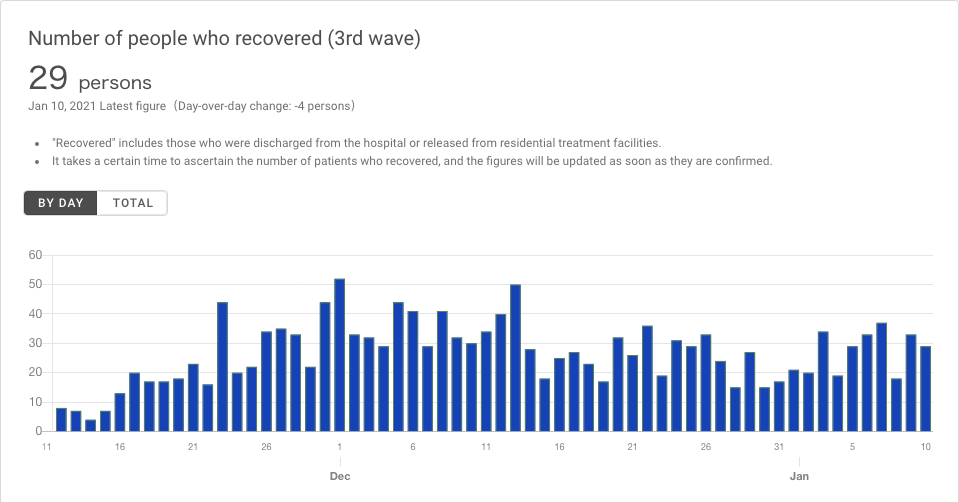 Number of people who recovered (3rd wave)
29 persons
Jan 10, 2021 Latest figure (Day-over-day change: -4 persons)
• "Recovered" includes those who were discharged from the hospital or released from residential treatment facilities.
• It takes a certain time to ascertain the number of patients who recovered, and the figures will be updated as soon as they are confirmed.
BY DAY TOTAL
60
50
40
30
20
10
0
11 16 21 26 1 6 11 16 21 26 31 5 10
Dec Jan